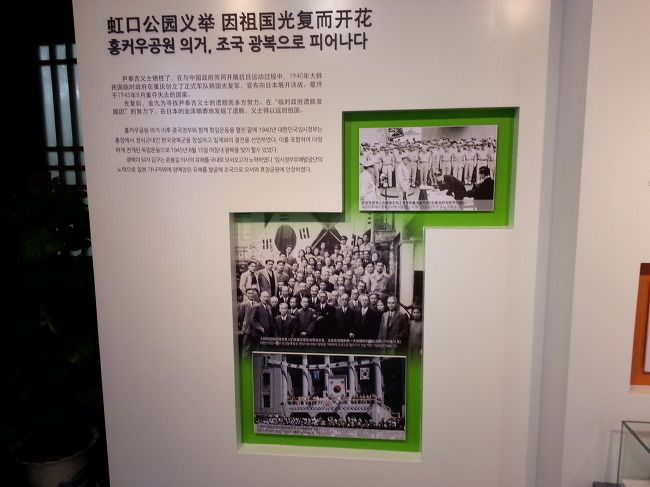 虹口公园义举 因祖国光复而开花
홍커우공원 의거, 조국 광복으로 피어나다
尹奉吉义士牺牲了，在与中国政府共同开展抗日运动过程中，1940年大韩
民国临时政府在重庆创立了正式军队韩国光复军，宣布向日本展开决战。最终
于1945年8月重夺失去的国家。
光复后，金九为寻找尹奉吉义士的遗骸而多方努力。在“临时政府遗骸发
掘团”的努力下，在日本的金泽暗葬地发掘了遗骸，义士得以返回祖国。
홍커우공원 의거 이후 중국정부와 함께 항일운동을 펼친 끝에 1940년 대한민국임시정부는
충칭에서 정식군대인 한국광복군을 창설하고 일제와의 결전을 선언하였다. 이를 포함하여 다양
하게 전개된 독립운동으로 1945년 8월 15일 마침내 광복을 맞이 할 수 있었다.
광복이 되자 김구는 윤봉길 의사의 유해를 국내로 모셔오고자 노력하였다. 임시정부유해발굴단의
노력으로 일본 가나자와에 암매장된 유해를 발굴해 조국으로 모셔와 효창공원에 안장하였다.